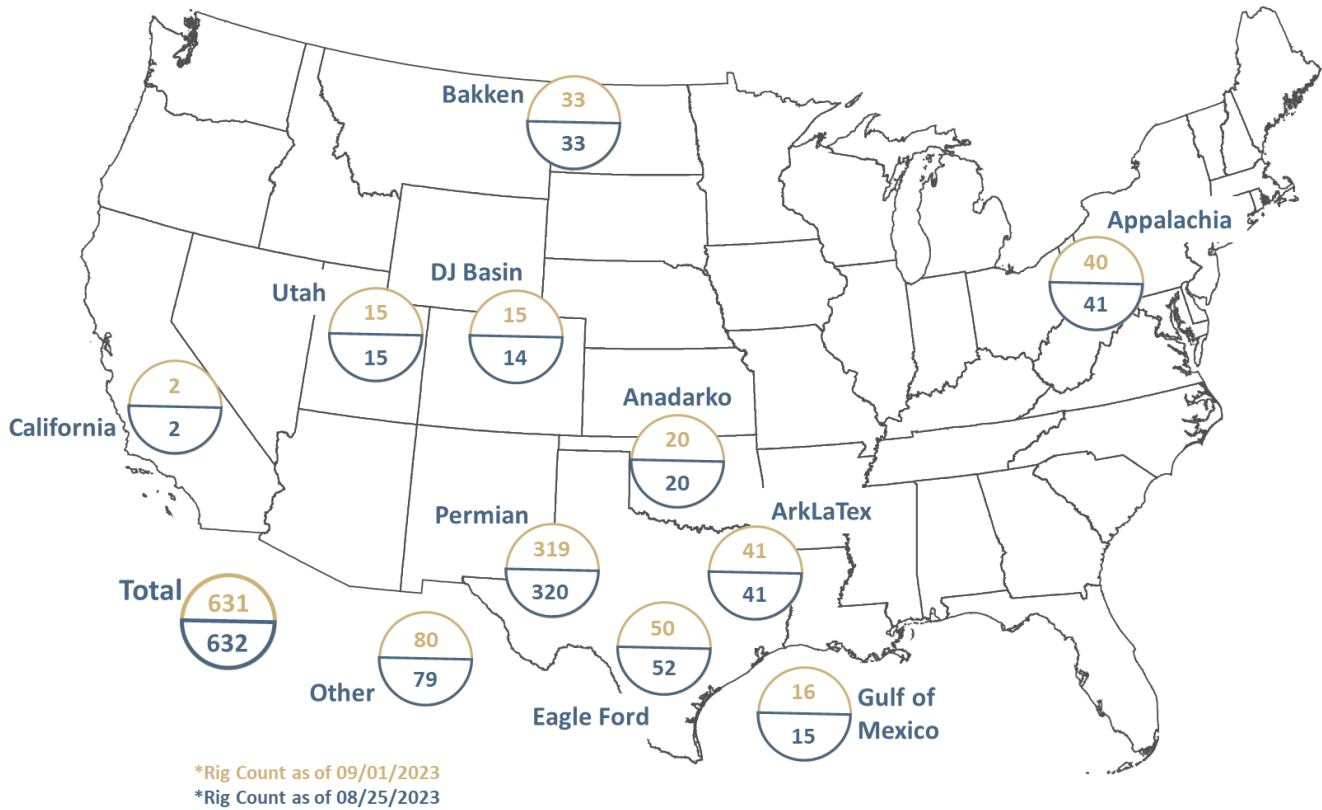 Bakken
33
33
Appalachia
40
41
DJ Basin
15
14
Utah
15
15
California
2
2
Anadarko
20
20
Permian
319
320
ArkLaTex
41
41
Total
631
632
Other
80
79
Eagle Ford
50
52
Gulf of
Mexico
16
15
*Rig Count as of 09/01/2023
*Rig Count as of 08/25/2023